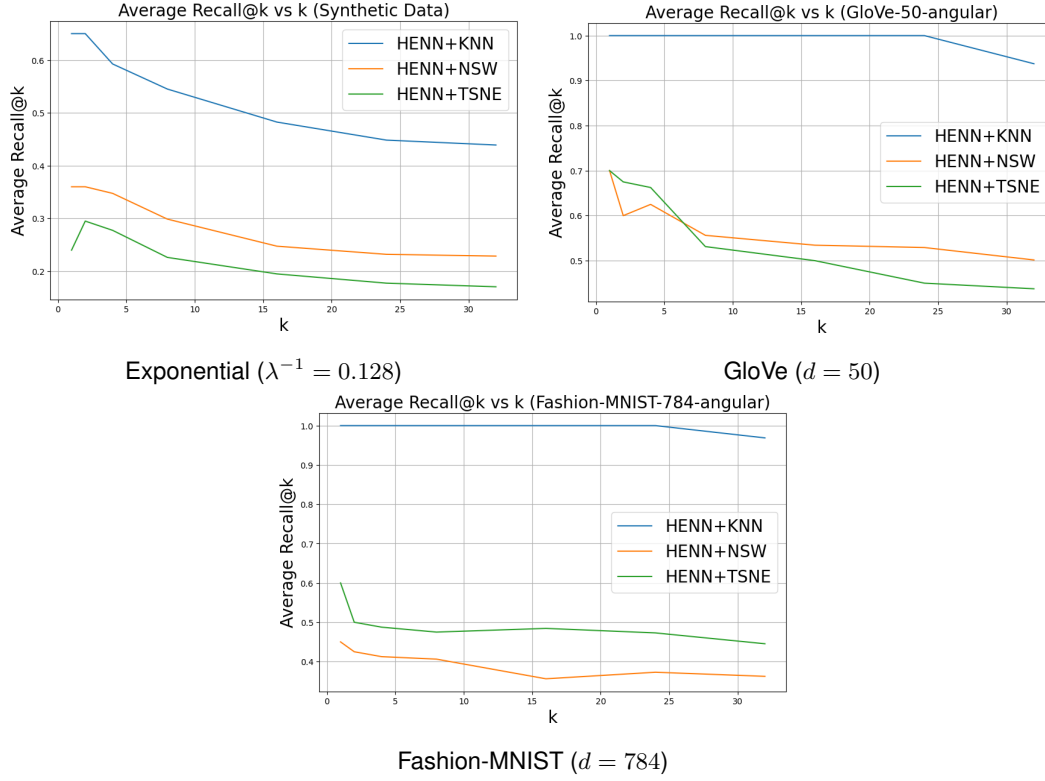 Average Recall@k vs k (Synthetic Data)
Average Recall@k
0.6
0.5
0.4
0.3
0.2
HENN+KNN
HENN+NSW
HENN+TSNE
0 5 10 15 20 25 30
k
Exponential (λ⁻¹ = 0.128)
Average Recall@k vs k (GloVe-50-angular)
Average Recall@k
1.0
0.9
0.8
0.7
0.6
0.5
HENN+KNN
HENN+NSW
HENN+TSNE
0 5 10 15 20 25 30
k
GloVe (d = 50)
Average Recall@k vs k (Fashion-MNIST-784-angular)
Average Recall@k
1.0
0.9
0.8
0.7
0.6
0.5
0.4
HENN+KNN
HENN+NSW
HENN+TSNE
0 5 10 15 20 25 30
k
Fashion-MNIST (d = 784)